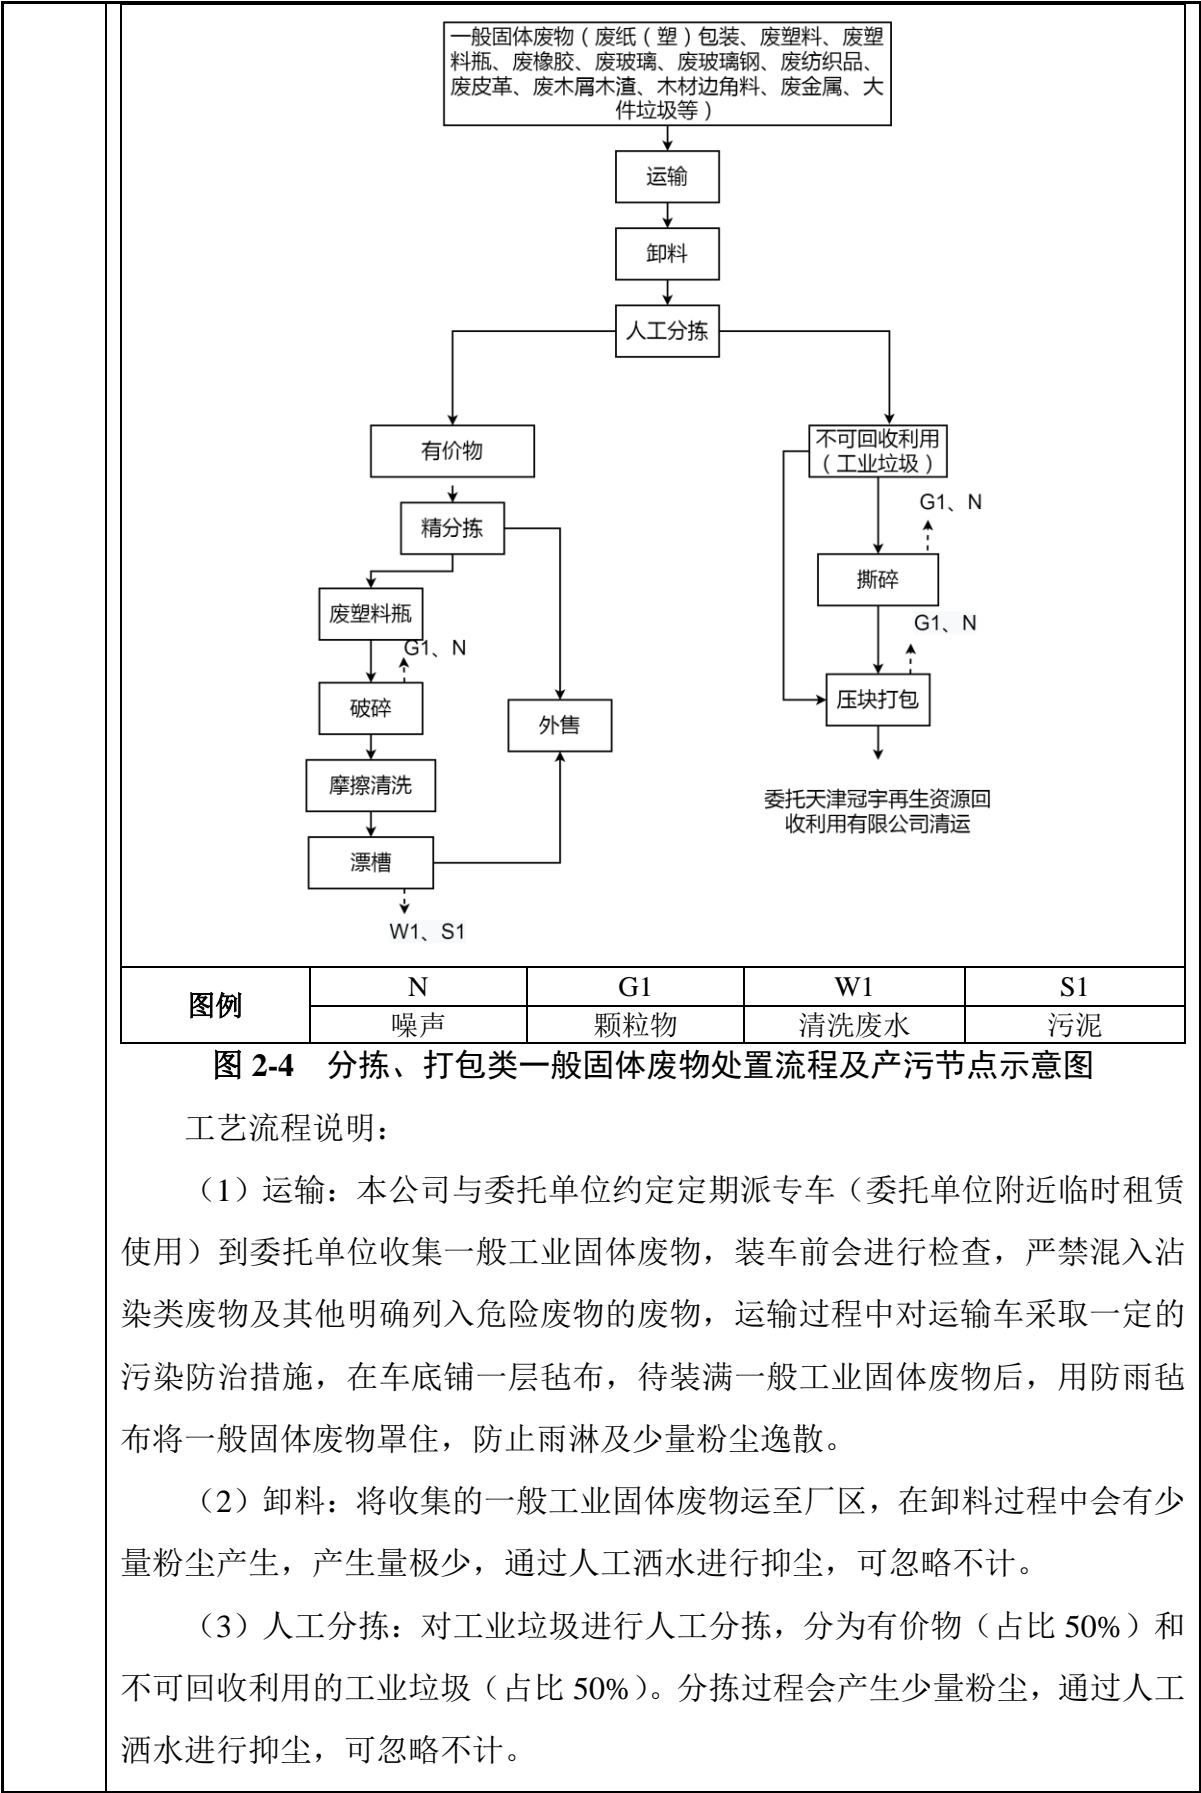 一般固体废物（废纸（塑）包装、废塑料、废塑
料瓶、废橡胶、废玻璃、废玻璃钢、废纺织品、
废皮革、废木屑木渣、木材边角料、废金属、大
件垃圾等）
运输
卸料
人工分拣
有价物
不可回收利用
（工业垃圾）
精分拣
G1、N
撕碎
废塑料瓶
G1、N
G1、N
破碎
外售
压块打包
摩擦清洗
委托天津冠宇再生资源回
收利用有限公司清运
漂槽
W1、S1
图例 N G1 W1 S1
噪声 颗粒物 清洗废水 污泥
图 2-4 分拣、打包类一般固体废物处置流程及产污节点示意图
工艺流程说明：
（1）运输：本公司与委托单位约定定期派专车（委托单位附近临时租赁
使用）到委托单位收集一般工业固体废物，装车前会进行检查，严禁混入沾
染类废物及其他明确列入危险废物的废物，运输过程中对运输车采取一定的
污染防治措施，在车底铺一层毡布，待装满一般工业固体废物后，用防雨毡
布将一般固体废物罩住，防止雨淋及少量粉尘逸散。
（2）卸料：将收集的一般工业固体废物运至厂区，在卸料过程中会有少
量粉尘产生，产生量极少，通过人工洒水进行抑尘，可忽略不计。
（3）人工分拣：对工业垃圾进行人工分拣，分为有价物（占比 50%）和
不可回收利用的工业垃圾（占比 50%）。分拣过程会产生少量粉尘，通过人工
洒水进行抑尘，可忽略不计。